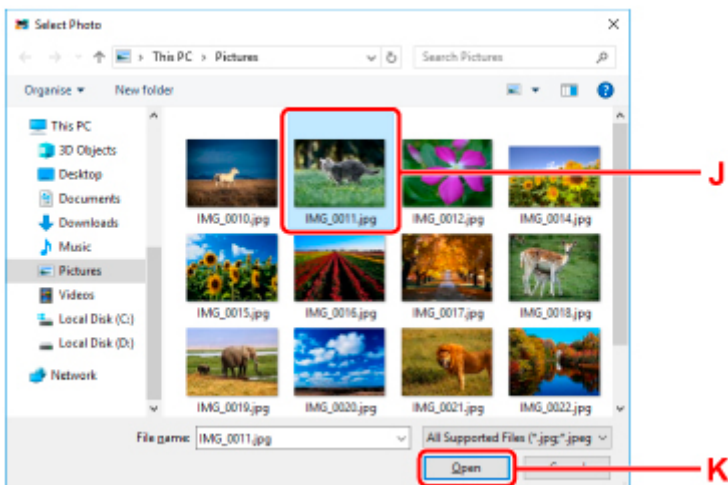 Select Photo
This PC > Pictures
Search Pictures
Organise
New folder
This PC
3D Objects
Desktop
Documents
Downloads
Music
Pictures
Videos
Local Disk (C:)
Local Disk (D:)
Network
IMG_0010.jpg
IMG_0011.jpg
IMG_0012.jpg
IMG_0014.jpg
IMG_0015.jpg
IMG_0016.jpg
IMG_0017.jpg
IMG_0018.jpg
IMG_0019.jpg
IMG_0020.jpg
IMG_0021.jpg
IMG_0022.jpg
J
File name: IMG_0011.jpg
All Supported Files (*.jpg;*.jpeg
Open
K